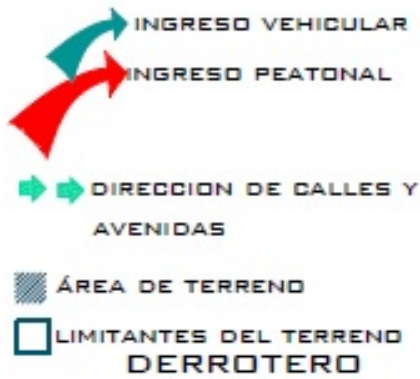 INGRESO VEHICULAR
INGRESO PEATONAL
DIRECCION DE CALLES Y
AVENIDAS
ÁREA DE TERRENO
LIMITANTES DEL TERRENO
DERROTERO